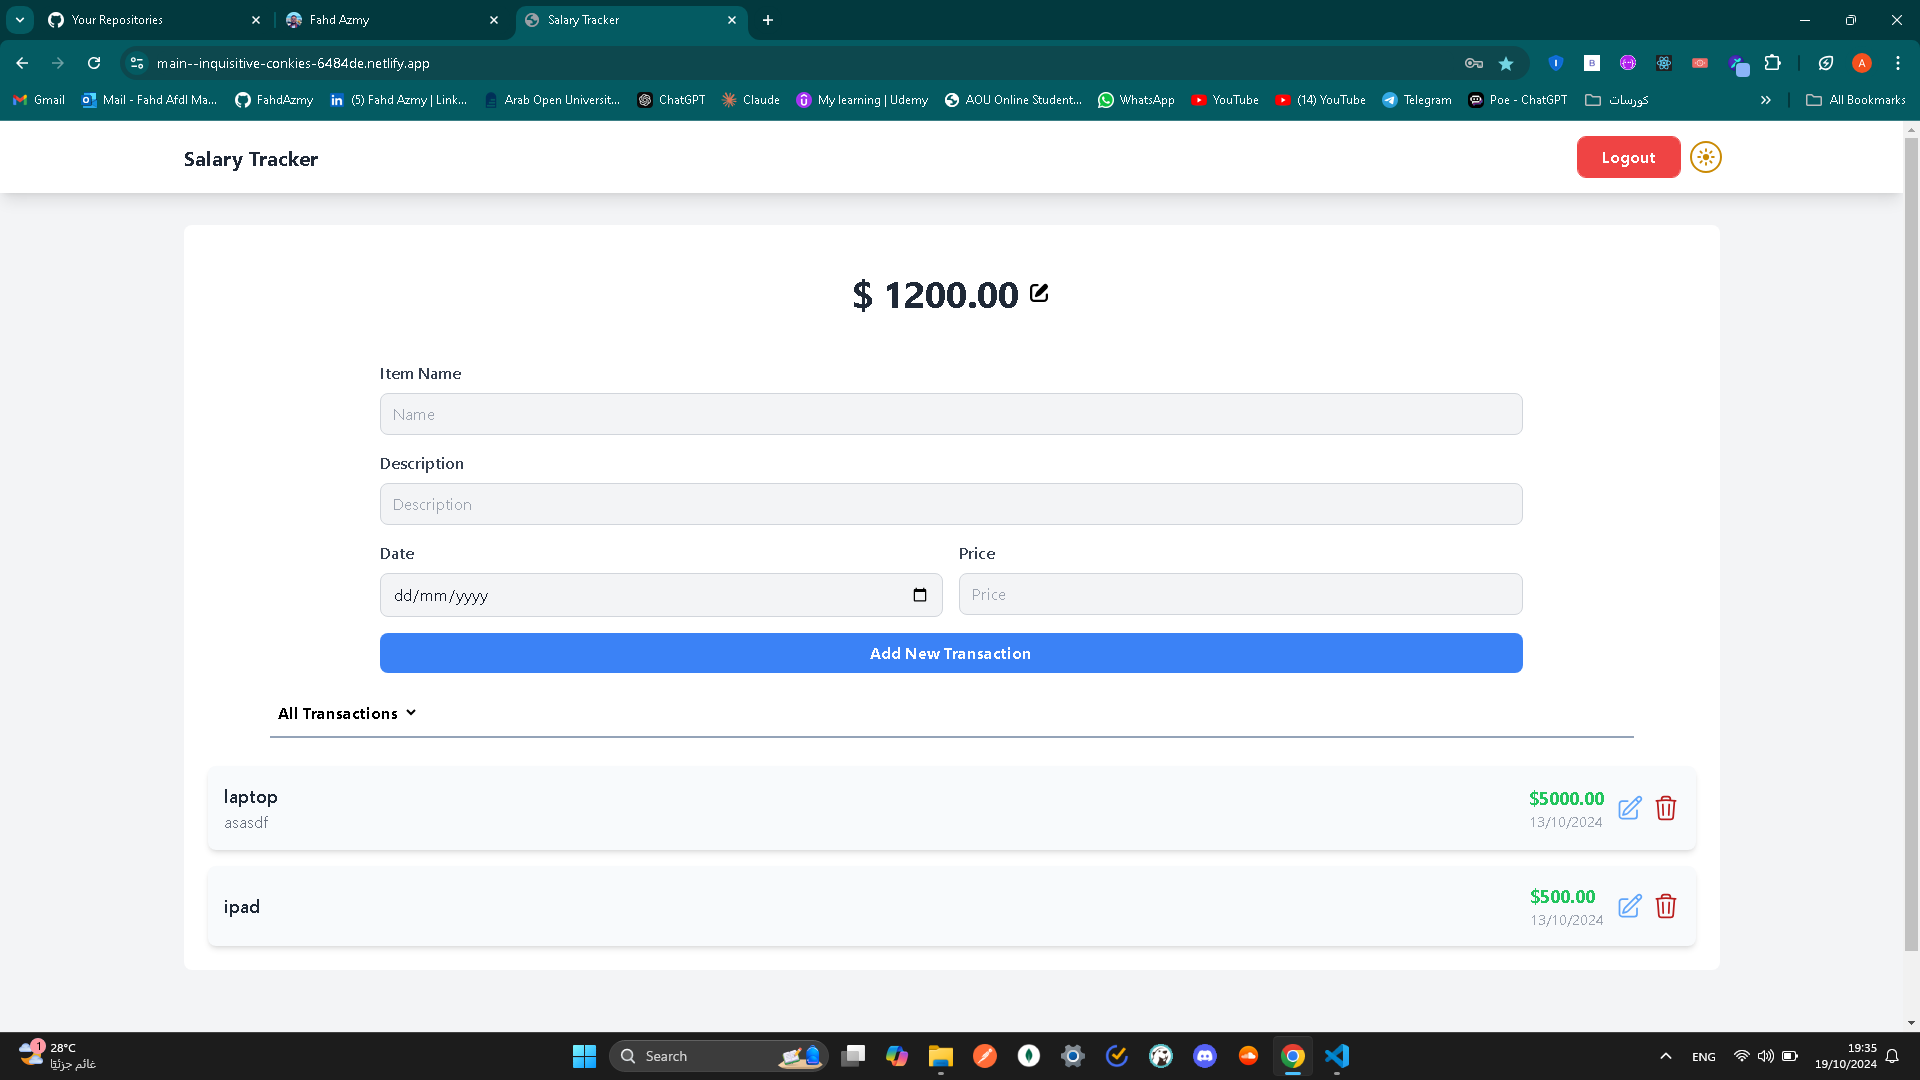 Your Repositories
Fahd Azmy
Salary Tracker
main--inquisitive-conkies-6484de.netlify.app
A
Gmail
Mail - Fahd Afdl Ma...
FahdAzmy
(5) Fahd Azmy | Link...
Arab Open Universit...
ChatGPT
Claude
My learning | Udemy
AOU Online Student...
WhatsApp
YouTube
(14) YouTube
Telegram
Poe - ChatGPT
كورسات
All Bookmarks
Salary Tracker
Logout
$ 1200.00
Item Name
Name
Description
Description
Date
Price
dd/mm/yyyy
Price
Add New Transaction
All Transactions
laptop
asasdf
$5000.00
13/10/2024
ipad
$500.00
13/10/2024
1
28°C
غائم جزئيًا
Search
ENG
19:35
19/10/2024